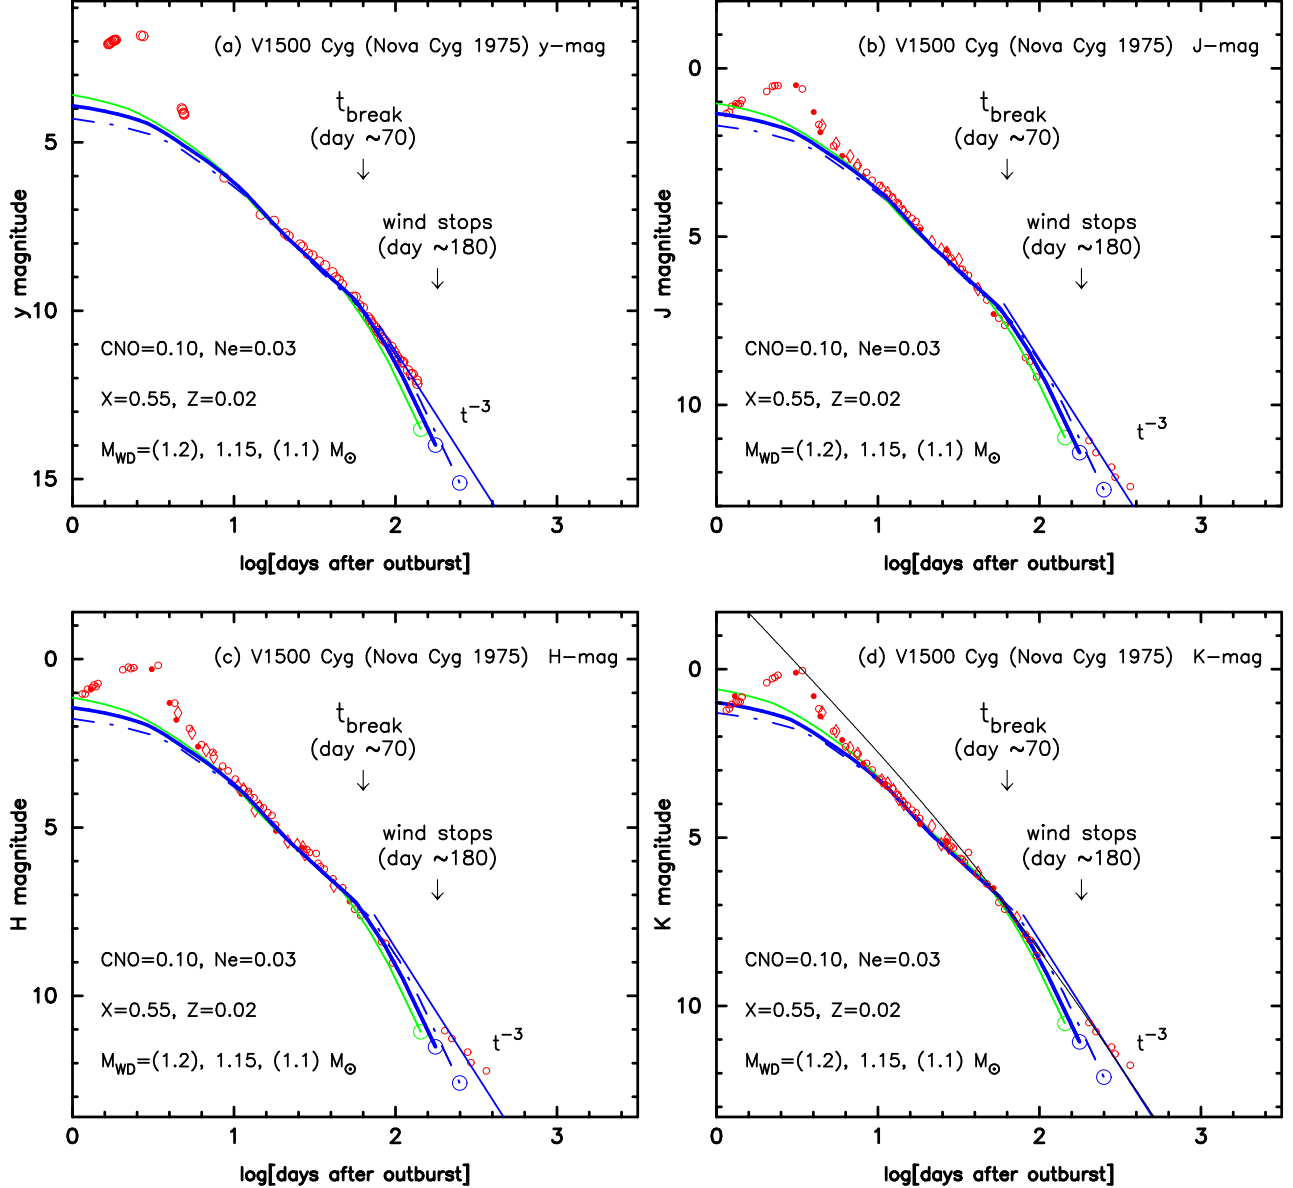 (a) V1500 Cyg (Nova Cyg 1975) y-mag
t_break
(day ~70)
wind stops
(day ~180)
CNO=0.10, Ne=0.03
X=0.55, Z=0.02
M_WD=(1.2), 1.15, (1.1) M_⊙
t^-3
y magnitude
5
10
15
0
1
2
3
log[days after outburst]
(b) V1500 Cyg (Nova Cyg 1975) J-mag
t_break
(day ~70)
wind stops
(day ~180)
CNO=0.10, Ne=0.03
X=0.55, Z=0.02
M_WD=(1.2), 1.15, (1.1) M_⊙
t^-3
J magnitude
0
5
10
0
1
2
3
log[days after outburst]
(c) V1500 Cyg (Nova Cyg 1975) H-mag
t_break
(day ~70)
wind stops
(day ~180)
CNO=0.10, Ne=0.03
X=0.55, Z=0.02
M_WD=(1.2), 1.15, (1.1) M_⊙
t^-3
H magnitude
0
5
10
0
1
2
3
log[days after outburst]
(d) V1500 Cyg (Nova Cyg 1975) K-mag
t_break
(day ~70)
wind stops
(day ~180)
CNO=0.10, Ne=0.03
X=0.55, Z=0.02
M_WD=(1.2), 1.15, (1.1) M_⊙
t^-3
K magnitude
0
5
10
0
1
2
3
log[days after outburst]